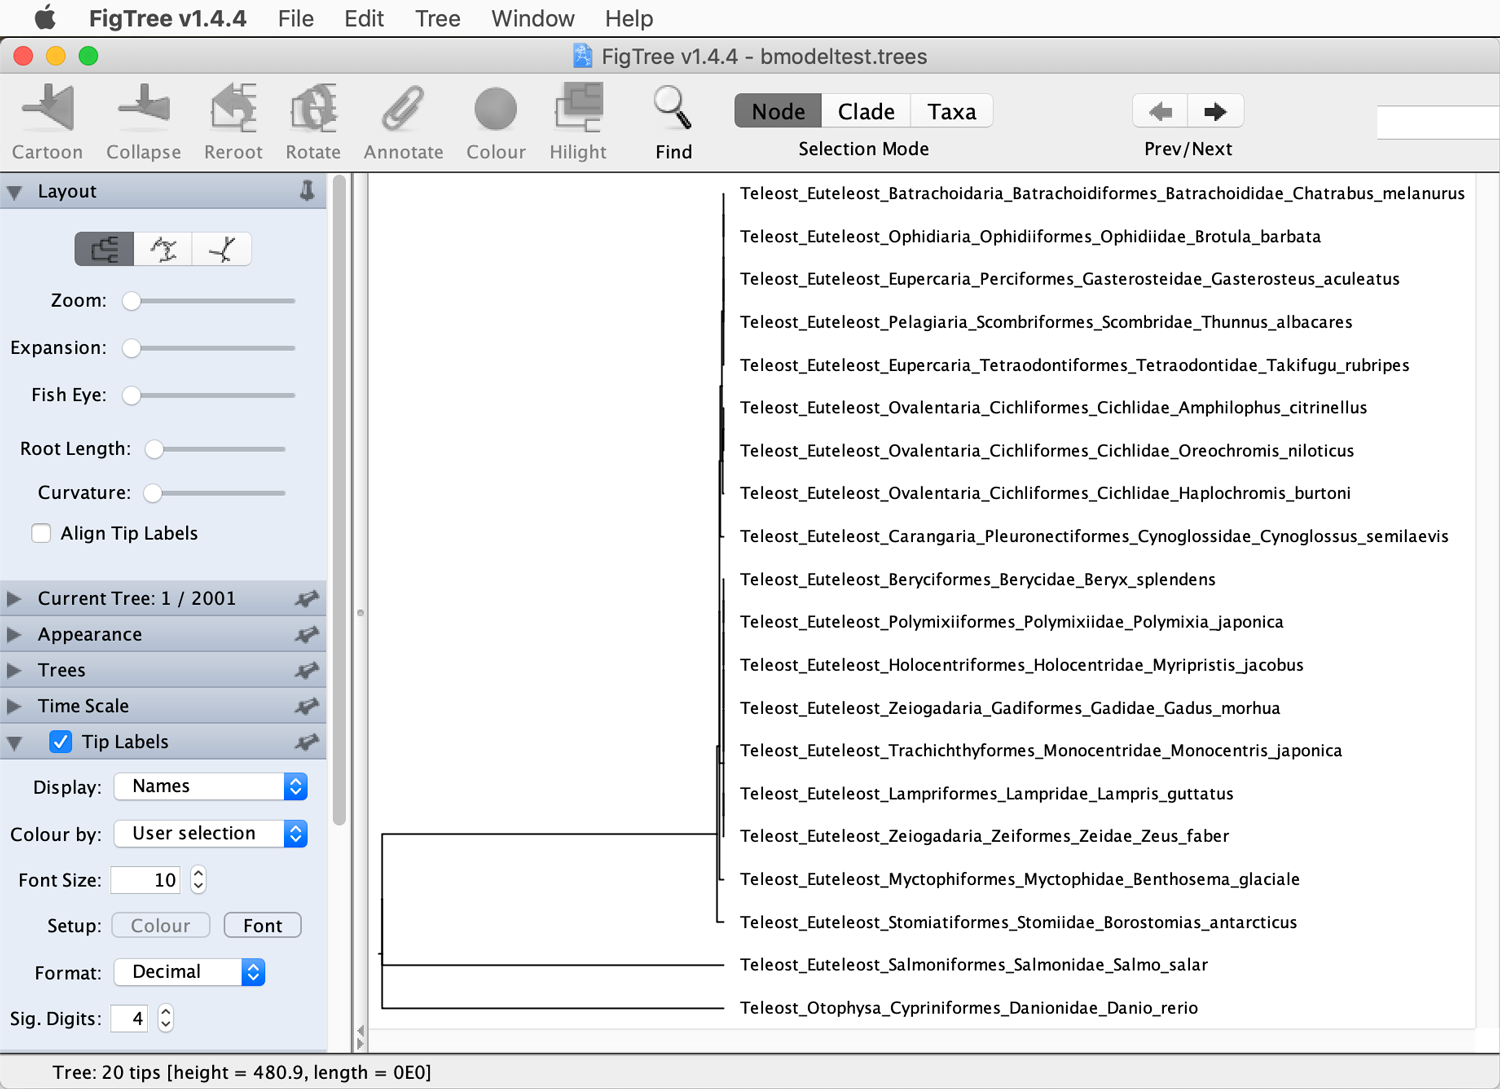 FigTree v1.4.4 File Edit Tree Window Help
FigTree v1.4.4 - bmodeltest.trees
Node Clade Taxa
Cartoon Collapse Reroot Rotate Annotate Colour Hilight Find Selection Mode Prev/Next
Layout
Zoom:
Expansion:
Fish Eye:
Root Length:
Curvature:
Align Tip Labels
Current Tree: 1 / 2001
Appearance
Trees
Time Scale
Tip Labels
Display: Names
Colour by: User selection
Font Size: 10
Setup: Colour Font
Format: Decimal
Sig. Digits: 4
Teleost_Euteleost_Batrachoidaria_Batrachoidiformes_Batrachoididae_Chatrabus_melanurus
Teleost_Euteleost_Ophidiaria_Ophidiiformes_Ophidiidae_Brotula_barbata
Teleost_Euteleost_Eupercaria_Perciformes_Gasterosteidae_Gasterosteus_aculeatus
Teleost_Euteleost_Pelagiaria_Scombriformes_Scombridae_Thunnus_albacares
Teleost_Euteleost_Eupercaria_Tetraodontiformes_Tetraodontidae_Takifugu_rubripes
Teleost_Euteleost_Ovalentaria_Cichliformes_Cichlidae_Amphilophus_citrinellus
Teleost_Euteleost_Ovalentaria_Cichliformes_Cichlidae_Oreochromis_niloticus
Teleost_Euteleost_Ovalentaria_Cichliformes_Cichlidae_Haplochromis_burtoni
Teleost_Euteleost_Carangaria_Pleuronectiformes_Cynoglossidae_Cynoglossus_semilaevis
Teleost_Euteleost_Beryciformes_Berycidae_Beryx_splendens
Teleost_Euteleost_Polymixiiformes_Polymixiidae_Polymixia_japonica
Teleost_Euteleost_Holocentriformes_Holocentridae_Myripristis_jacobus
Teleost_Euteleost_Zeiogadaria_Gadiformes_Gadidae_Gadus_morhua
Teleost_Euteleost_Trachichthyformes_Monocentridae_Monocentris_japonica
Teleost_Euteleost_Lampriformes_Lampridae_Lampris_guttatus
Teleost_Euteleost_Zeiogadaria_Zeiformes_Zeidae_Zeus_faber
Teleost_Euteleost_Myctophiformes_Myctophidae_Benthosema_glaciale
Teleost_Euteleost_Stomiatiformes_Stomiidae_Borostomias_antarcticus
Teleost_Euteleost_Salmoniformes_Salmonidae_Salmo_salar
Teleost_Otophysa_Cypriniformes_Danionidae_Danio_rerio
Tree: 20 tips [height = 480.9, length = 0E0]